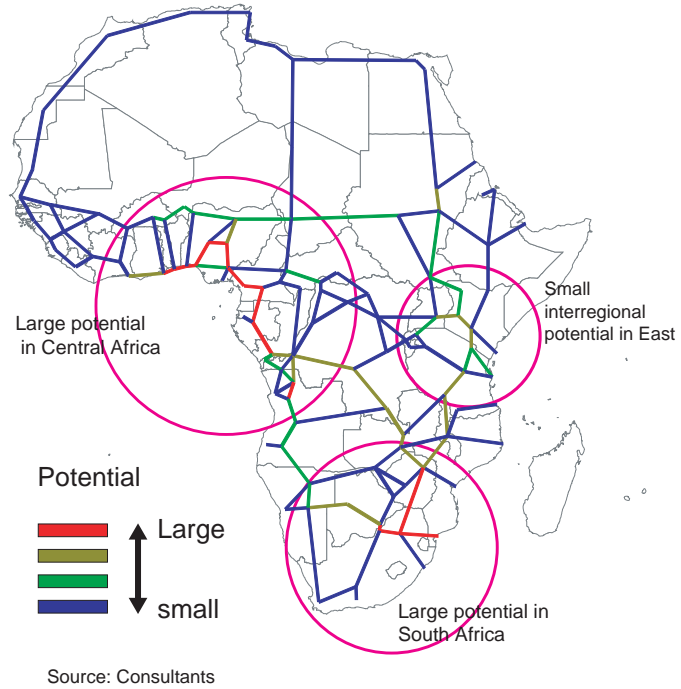 Small
interregional
potential in East
Large potential
in Central Africa
Potential
Large
small
Large potential in
South Africa
Source: Consultants